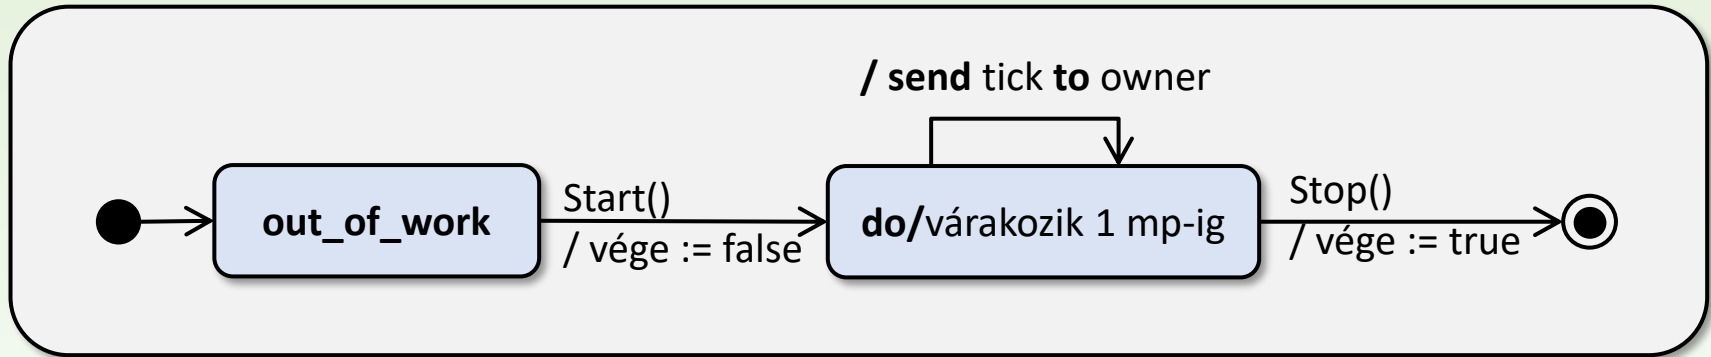 / send tick to owner
out_of_work
Start()
/ vége := false
do/várakozik 1 mp-ig
Stop()
/ vége := true